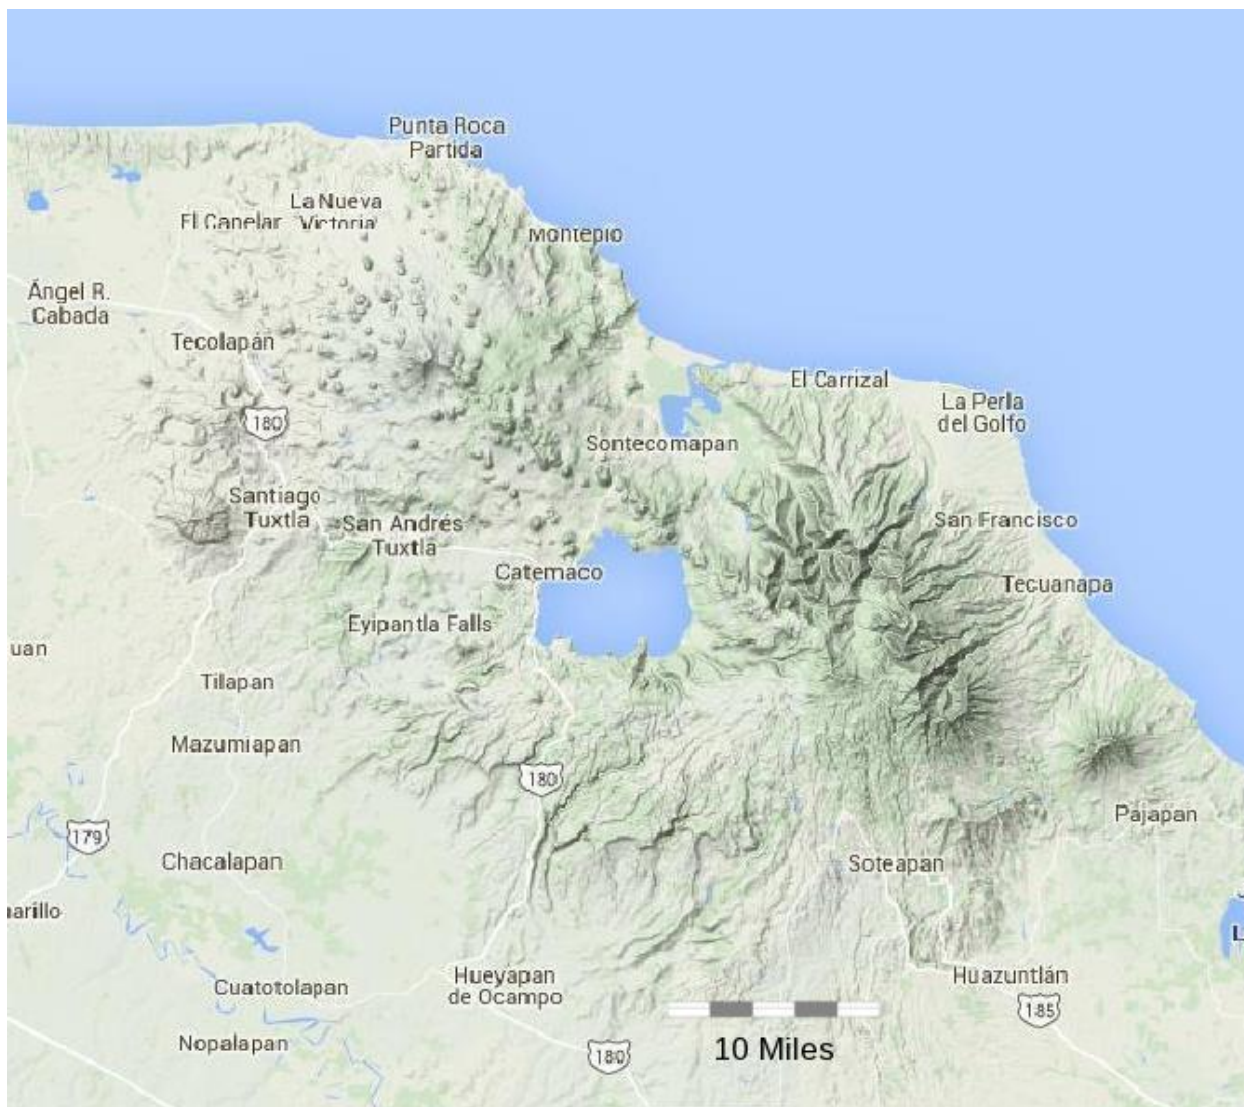 Punta Roca
Partida
La Nueva
Victoria
El Canelar
Montepio
Ángel R.
Cabada
Tecolapán
El Carrizal
La Perla
del Golfo
180
Sontecomapan
Santiago
Tuxtla
San Andrés
Tuxtla
San Francisco
Catemaco
Tecuanapa
Eyipantla Falls
uan
Tilapan
Mazumiapan
180
Pajapan
179
Chacalapan
Soteapan
arillo
L
Hueyapan
de Ocampo
Huazuntlán
Cuatotolapan
185
Nopalapan
10 Miles
180